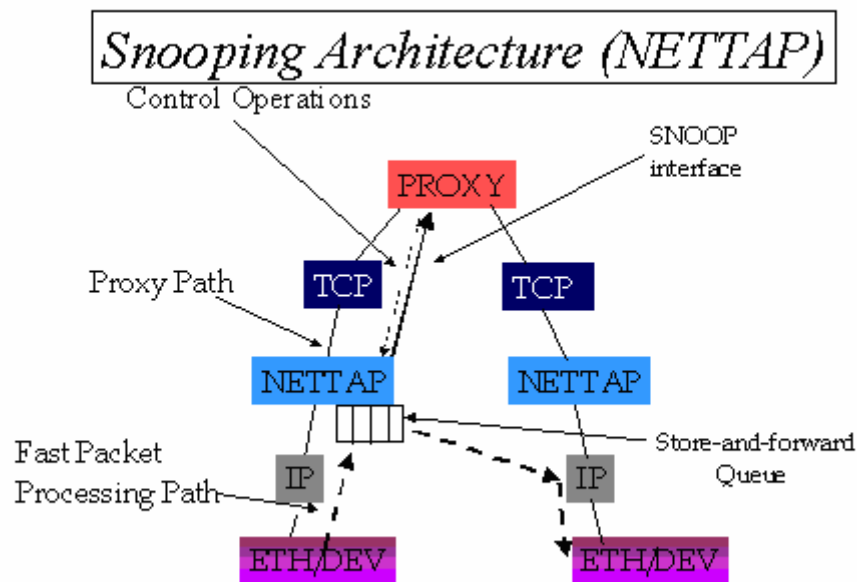 Snooping Architecture (NETTAP)
Control Operations
SNOOP
interface
PROXY
TCP
TCP
Proxy Path
NETTAP
NETTAP
Store-and-forward
Queue
Fast Packet
Processing Path
IP
IP
ETH/DEV
ETH/DEV